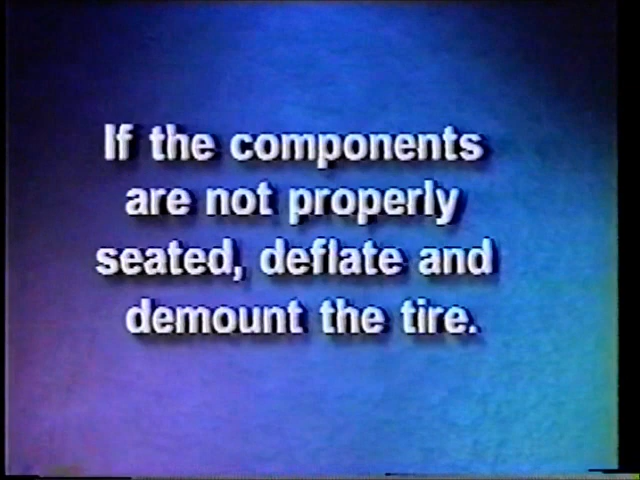 If the components
are not properly
seated, deflate and
demount the tire.